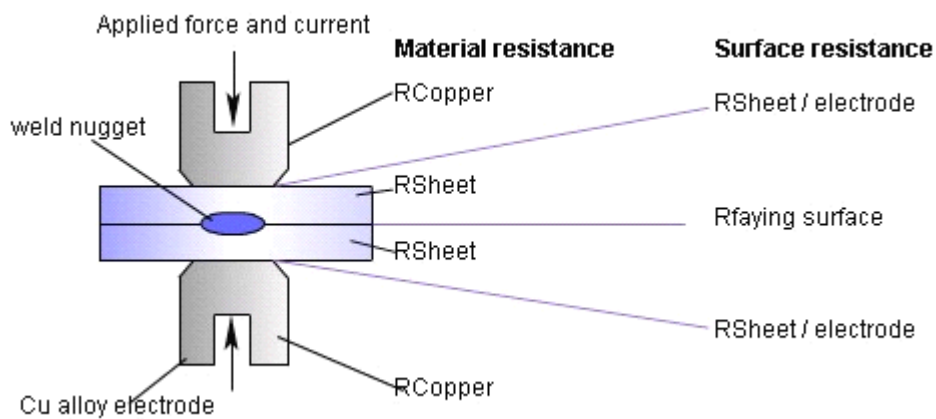 Applied force and current
Material resistance
Surface resistance
RCopper
RSheet / electrode
weld nugget
RSheet
Rfaying surface
RSheet
RSheet / electrode
RCopper
Cu alloy electrode